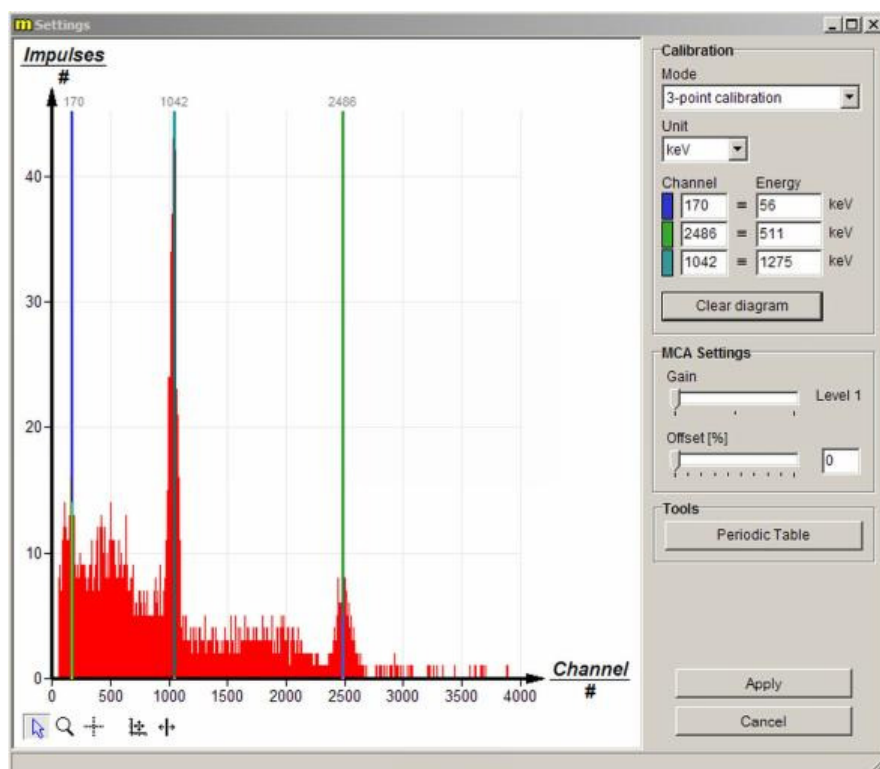 Settings
Impulses
#
170 1042 2486
40
30
20
10
0
0 500 1000 1500 2000 2500 3000 3500 4000
Channel
#
Calibration
Mode
3-point calibration
Unit
keV
Channel Energy
170 = 56 keV
2486 = 511 keV
1042 = 1275 keV
Clear diagram
MCA Settings
Gain
Level 1
Offset [%]
0
Tools
Periodic Table
Apply
Cancel